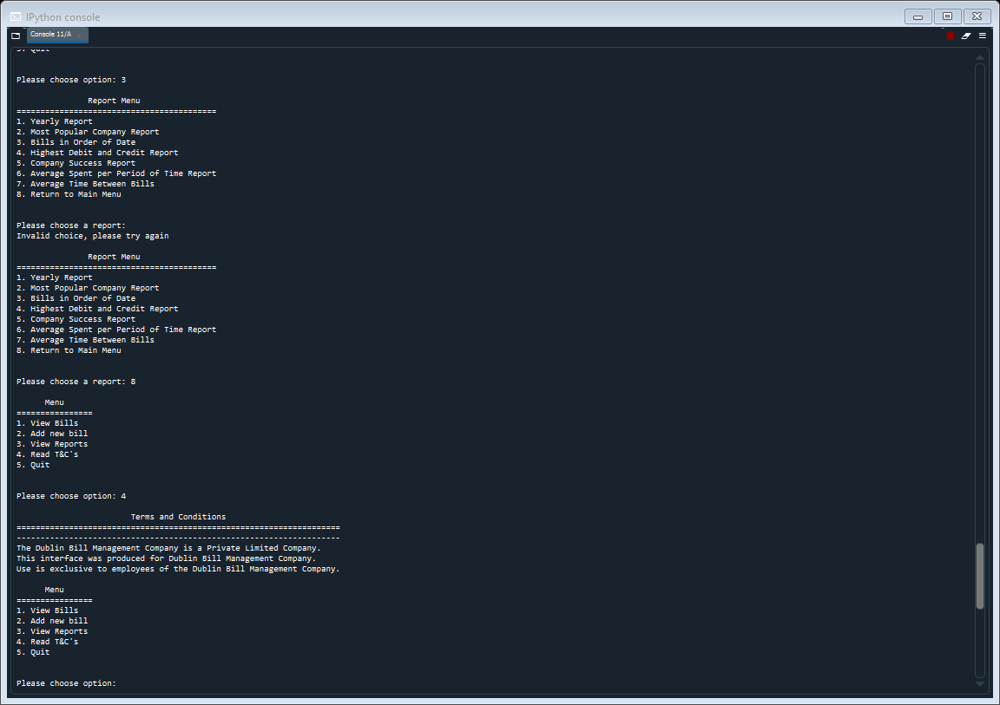 IPython console
Console 11/A
5. Quit
Please choose option: 3
Report Menu
==========================================
1. Yearly Report
2. Most Popular Company Report
3. Bills in Order of Date
4. Highest Debit and Credit Report
5. Company Success Report
6. Average Spent per Period of Time Report
7. Average Time Between Bills
8. Return to Main Menu
Please choose a report:
Invalid choice, please try again
Report Menu
==========================================
1. Yearly Report
2. Most Popular Company Report
3. Bills in Order of Date
4. Highest Debit and Credit Report
5. Company Success Report
6. Average Spent per Period of Time Report
7. Average Time Between Bills
8. Return to Main Menu
Please choose a report: 8
Menu
================
1. View Bills
2. Add new bill
3. View Reports
4. Read T&C's
5. Quit
Please choose option: 4
Terms and Conditions
====================================================================
--------------------------------------------------------------------
The Dublin Bill Management Company is a Private Limited Company.
This interface was produced for Dublin Bill Management Company.
Use is exclusive to employees of the Dublin Bill Management Company.
Menu
================
1. View Bills
2. Add new bill
3. View Reports
4. Read T&C's
5. Quit
Please choose option: